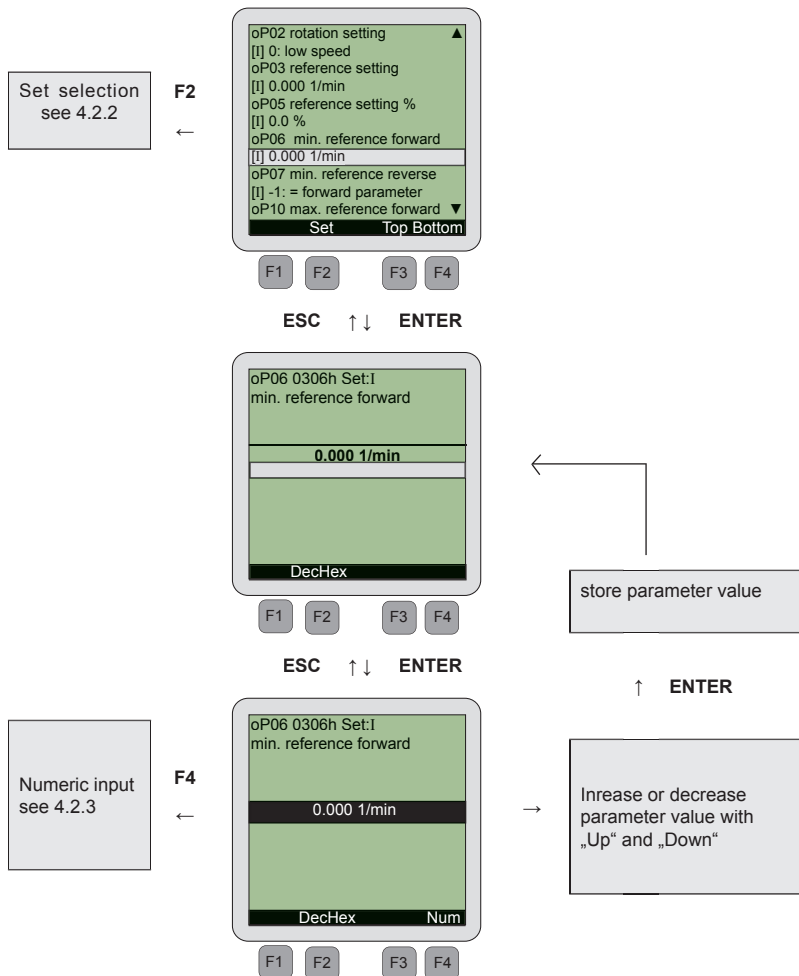 oP02 rotation setting ▲
[I] 0: low speed
oP03 reference setting
[I] 0.000 1/min
oP05 reference setting %
[I] 0.0 %
oP06 min. reference forward
[I] 0.000 1/min
oP07 min. reference reverse
[I] -1: = forward parameter
oP10 max. reference forward ▼
Set Top Bottom
F1 F2 F3 F4
Set selection
see 4.2.2
F2
←
ESC ↑↓ ENTER
oP06 0306h Set:I
min. reference forward
0.000 1/min
DecHex
F1 F2 F3 F4
store parameter value
ESC ↑↓ ENTER
↑ ENTER
oP06 0306h Set:I
min. reference forward
0.000 1/min
DecHex Num
F1 F2 F3 F4
Numeric input
see 4.2.3
F4
←
→
Inrease or decrease
parameter value with
„Up“ and „Down“